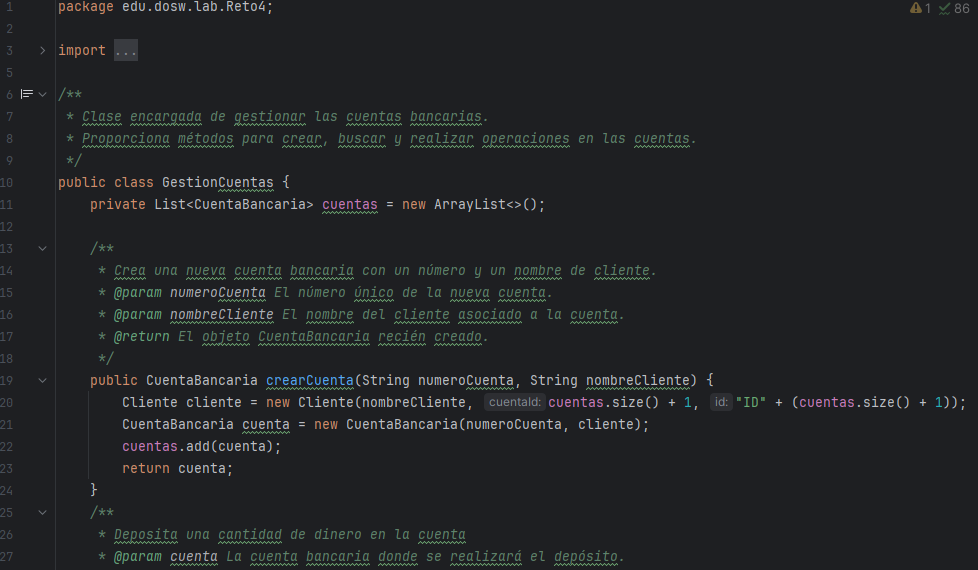 1 package edu.dosw.lab.Reto4; 1 86
2
3 import ...
5
6 /**
7 * Clase encargada de gestionar las cuentas bancarias.
8 * Proporciona métodos para crear, buscar y realizar operaciones en las cuentas.
9 */
10 public class GestionCuentas {
11 private List<CuentaBancaria> cuentas = new ArrayList<>();
12
13 /**
14 * Crea una nueva cuenta bancaria con un número y un nombre de cliente.
15 * @param numeroCuenta El número único de la nueva cuenta.
16 * @param nombreCliente El nombre del cliente asociado a la cuenta.
17 * @return El objeto CuentaBancaria recién creado.
18 */
19 public CuentaBancaria crearCuenta(String numeroCuenta, String nombreCliente) {
20 Cliente cliente = new Cliente(nombreCliente, cuentaId: cuentas.size() + 1, id: "ID" + (cuentas.size() + 1));
21 CuentaBancaria cuenta = new CuentaBancaria(numeroCuenta, cliente);
22 cuentas.add(cuenta);
23 return cuenta;
24 }
25 /**
26 * Deposita una cantidad de dinero en la cuenta
27 * @param cuenta La cuenta bancaria donde se realizará el depósito.